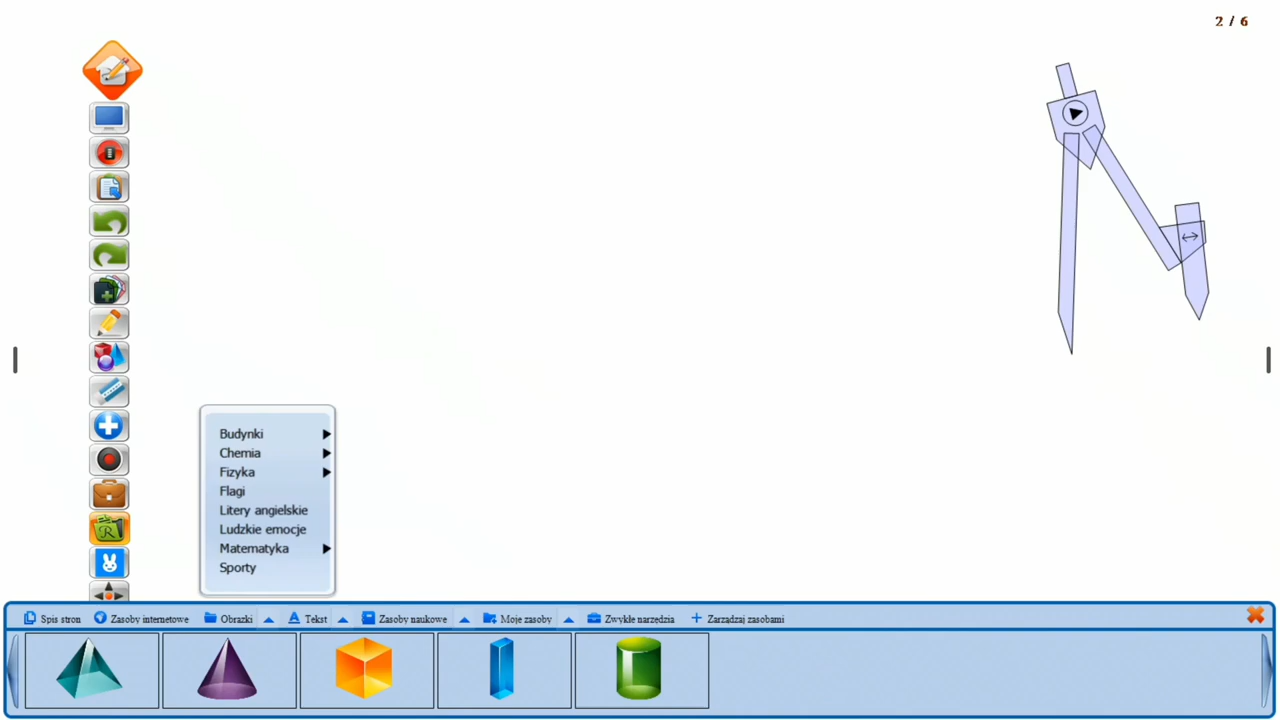 2 / 6
Budynki
Chemia
Fizyka
Flagi
Litery angielskie
Ludzkie emocje
Matematyka
Sporty
Spis stron Zasoby internetowe Obrazki Tekst Zasoby naukowe Moje zasoby Zwykłe narzędzia Zarządzaj zasobami
R